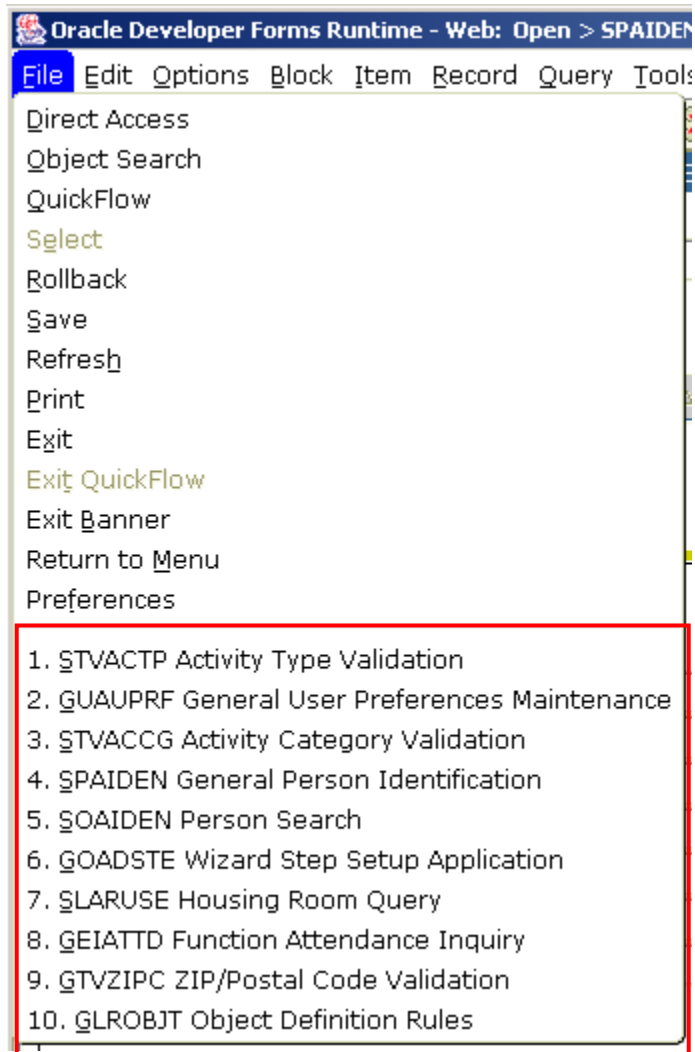 Oracle Developer Forms Runtime - Web: Open > SPAIDEN
File Edit Options Block Item Record Query Tools
Direct Access
Object Search
QuickFlow
Select
Rollback
Save
Refresh
Print
Exit
Exit QuickFlow
Exit Banner
Return to Menu
Preferences
1. STVACTP Activity Type Validation
2. GUAUPRF General User Preferences Maintenance
3. STVACCG Activity Category Validation
4. SPAIDEN General Person Identification
5. SOAIDEN Person Search
6. GOADSTE Wizard Step Setup Application
7. SLARUSE Housing Room Query
8. GEIATTD Function Attendance Inquiry
9. GTVZIPC ZIP/Postal Code Validation
10. GLROBJT Object Definition Rules